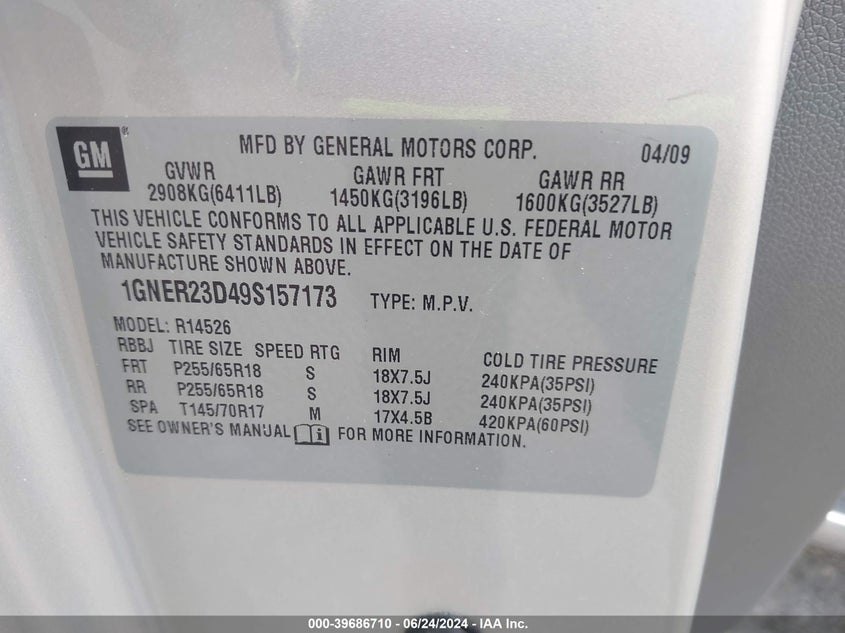 GM
MFD BY GENERAL MOTORS CORP. 04/09
GVWR GAWR FRT GAWR RR
2908KG(6411LB) 1450KG(3196LB) 1600KG(3527LB)
THIS VEHICLE CONFORMS TO ALL APPLICABLE U.S. FEDERAL MOTOR
VEHICLE SAFETY STANDARDS IN EFFECT ON THE DATE OF
MANUFACTURE SHOWN ABOVE.
1GNER23D49S157173 TYPE: M.P.V.
MODEL: R14526
RBBJ TIRE SIZE SPEED RTG RIM COLD TIRE PRESSURE
FRT P255/65R18 S 18X7.5J 240KPA(35PSI)
RR P255/65R18 S 18X7.5J 240KPA(35PSI)
SPA T145/70R17 M 17X4.5B 420KPA(60PSI)
SEE OWNER'S MANUAL FOR MORE INFORMATION.
000-39686710 / 06/24/2024 - IAA Inc.